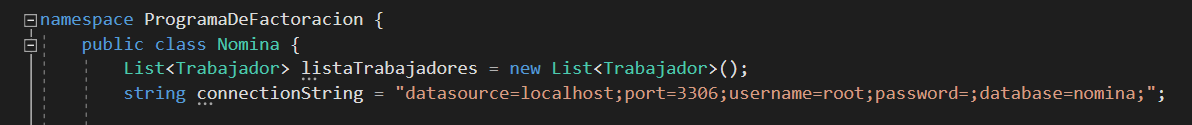 namespace ProgramaDeFactoracion {
public class Nomina {
List<Trabajador> listaTrabajadores = new List<Trabajador>();
string connectionString = "datasource=localhost;port=3306;username=root;password=;database=nomina;";